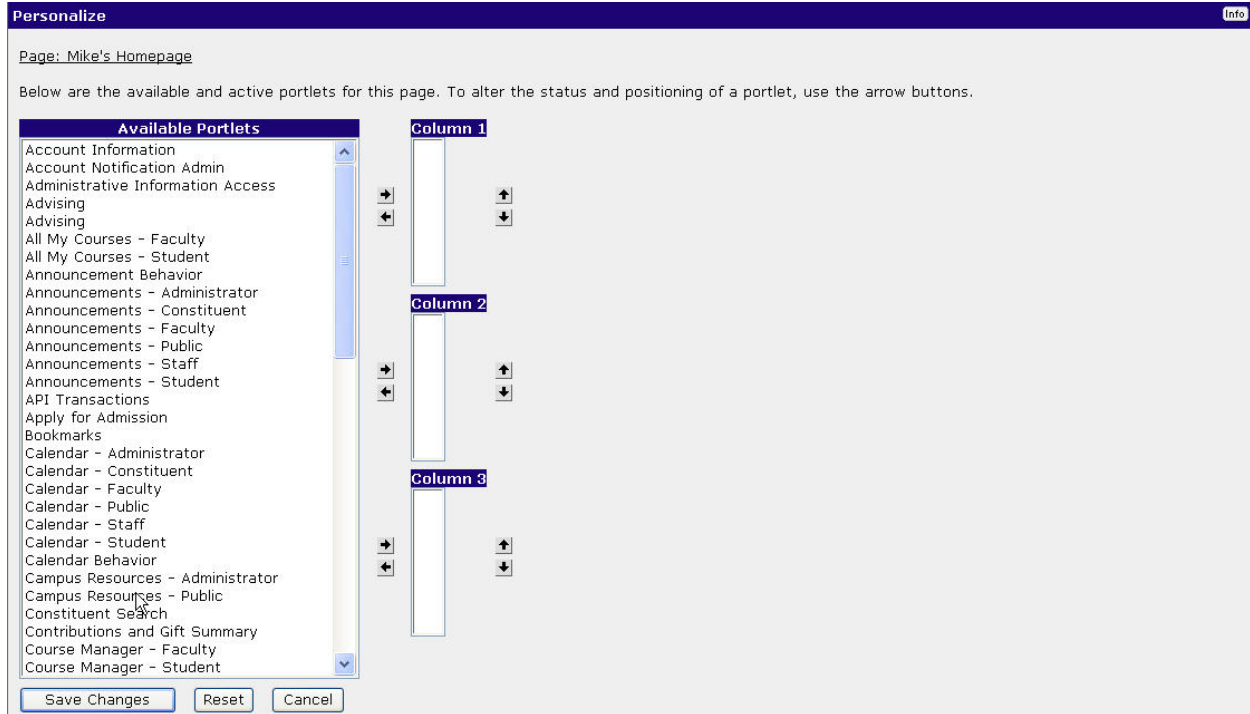 Personalize
Info
Page: Mike's Homepage
Below are the available and active portlets for this page. To alter the status and positioning of a portlet, use the arrow buttons.
Available Portlets
Account Information
Account Notification Admin
Administrative Information Access
Advising
Advising
All My Courses - Faculty
All My Courses - Student
Announcement Behavior
Announcements - Administrator
Announcements - Constituent
Announcements - Faculty
Announcements - Public
Announcements - Staff
Announcements - Student
API Transactions
Apply for Admission
Bookmarks
Calendar - Administrator
Calendar - Constituent
Calendar - Faculty
Calendar - Public
Calendar - Staff
Calendar - Student
Calendar Behavior
Campus Resources - Administrator
Campus Resources - Public
Constituent Search
Contributions and Gift Summary
Course Manager - Faculty
Course Manager - Student
Column 1
Column 2
Column 3
Save Changes
Reset
Cancel